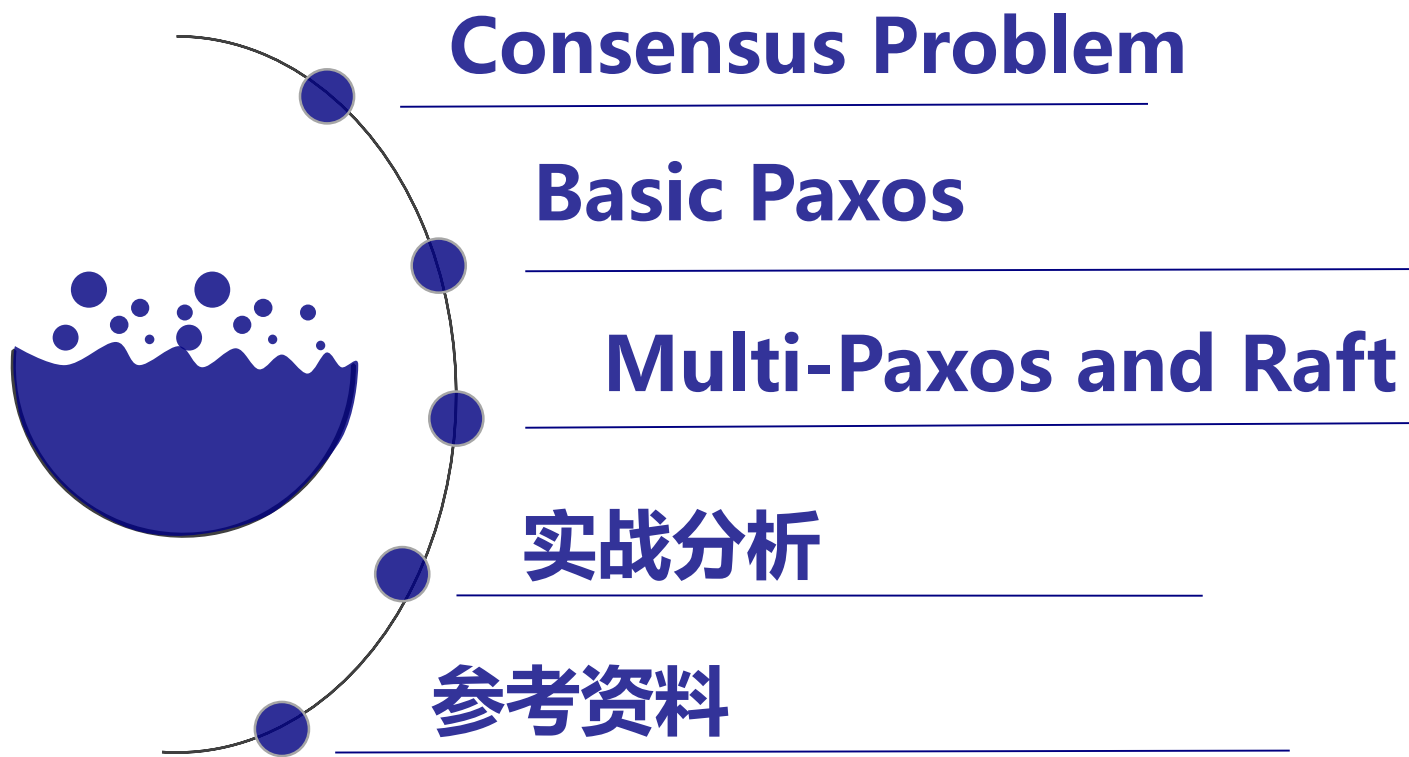 Consensus Problem
Basic Paxos
Multi-Paxos and Raft
实战分析
参考资料